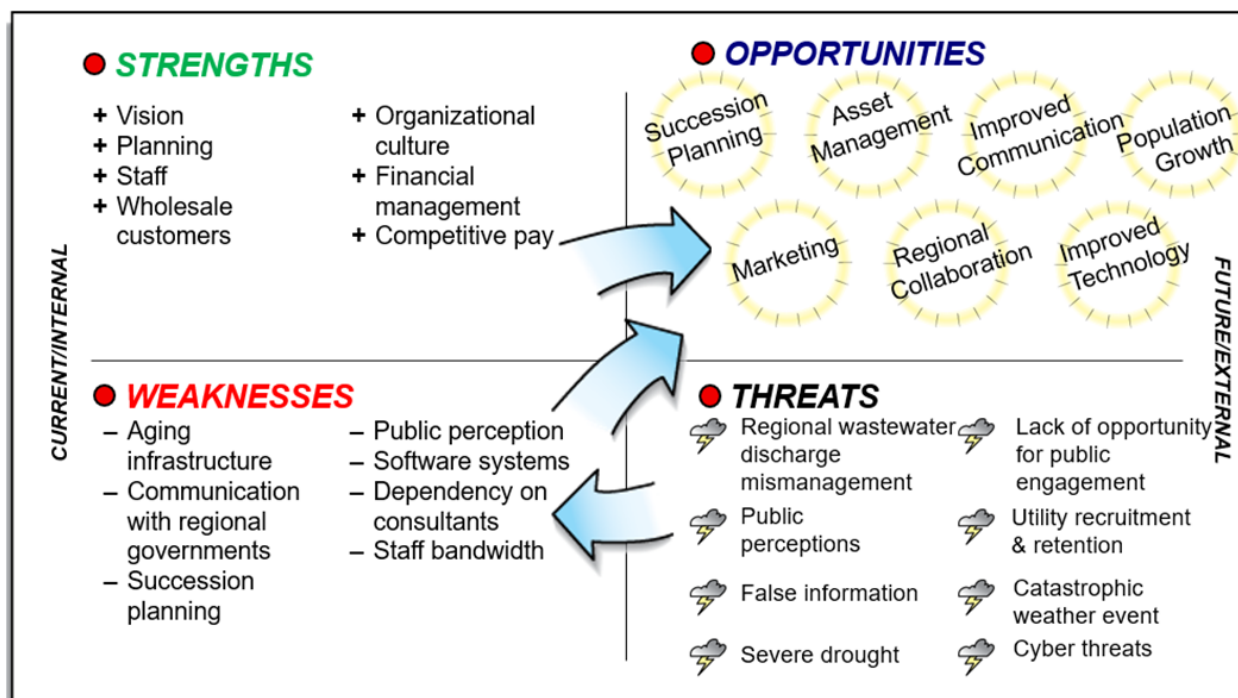 STRENGTHS
+ Vision
+ Planning
+ Staff
+ Wholesale
customers
+ Organizational
culture
+ Financial
management
+ Competitive pay
OPPORTUNITIES
Succession
Planning
Asset
Management
Improved
Communication
Population
Growth
Marketing
Regional
Collaboration
Improved
Technology
CURRENT/INTERNAL
FUTURE/EXTERNAL
WEAKNESSES
– Aging
infrastructure
– Communication
with regional
governments
– Succession
planning
– Public perception
– Software systems
– Dependency on
consultants
– Staff bandwidth
THREATS
Regional wastewater
discharge
mismanagement
Public
perceptions
False information
Severe drought
Lack of opportunity
for public
engagement
Utility recruitment
& retention
Catastrophic
weather event
Cyber threats